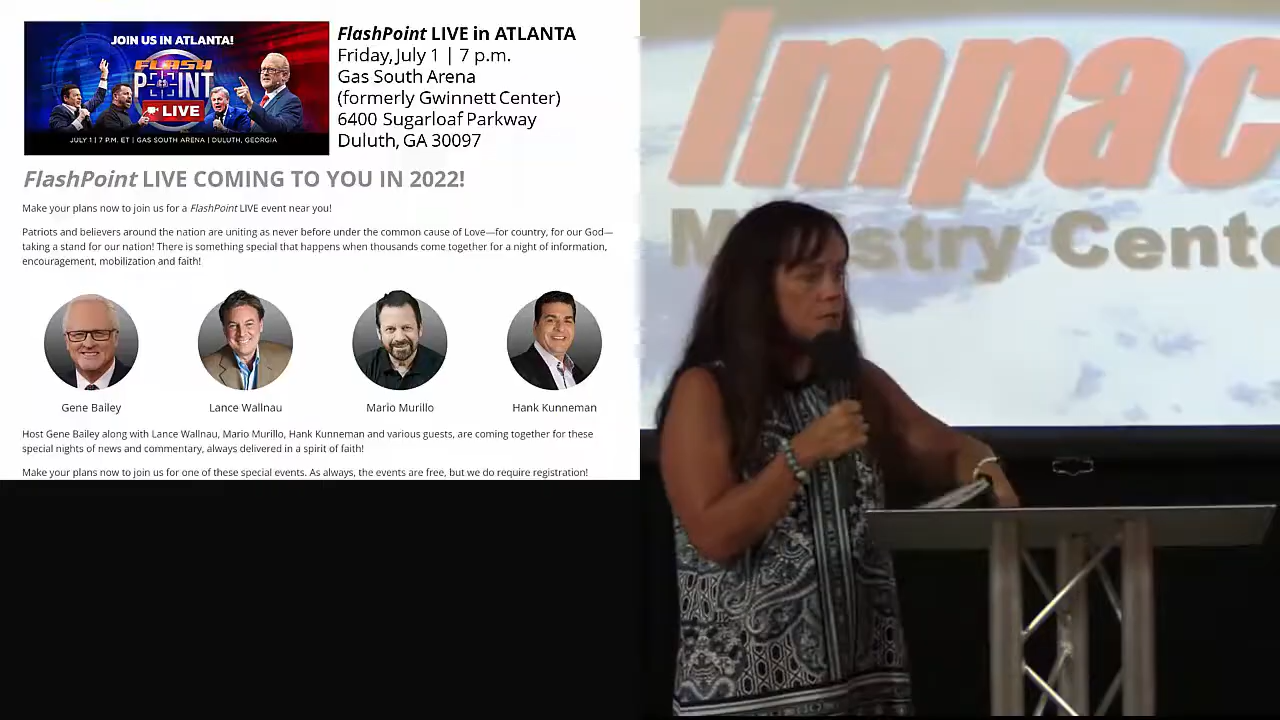 JOIN US IN ATLANTA!
FLASH
POINT
LIVE
JULY 1 | 7 P.M. ET | GAS SOUTH ARENA | DULUTH, GEORGIA
FlashPoint LIVE in ATLANTA
Friday, July 1 | 7 p.m.
Gas South Arena
(formerly Gwinnett Center)
6400 Sugarloaf Parkway
Duluth, GA 30097
FlashPoint LIVE COMING TO YOU IN 2022!
Make your plans now to join us for a FlashPoint LIVE event near you!
Patriots and believers around the nation are uniting as never before under the common cause of Love—for country, for our God—
taking a stand for our nation! There is something special that happens when thousands come together for a night of information,
encouragement, mobilization and faith!
Gene Bailey
Lance Wallnau
Mario Murillo
Hank Kunneman
Host Gene Bailey along with Lance Wallnau, Mario Murillo, Hank Kunneman and various guests, are coming together for these
special nights of news and commentary, always delivered in a spirit of faith!
Make your plans now to join us for one of these special events. As always, the events are free, but we do require registration!
Impac
M stry Cente